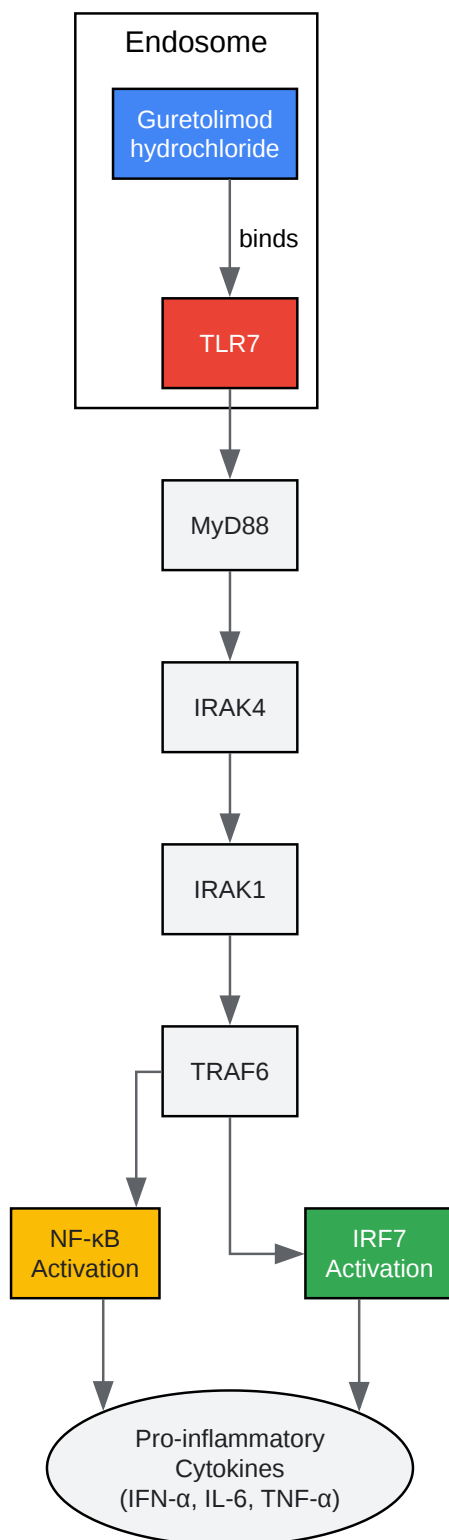 Endosome
Guretolimod
hydrochloride
binds
TLR7
MyD88
IRAK4
IRAK1
TRAF6
NF-κB
Activation
IRF7
Activation
Pro-inflammatory
Cytokines
(IFN-α, IL-6, TNF-α)